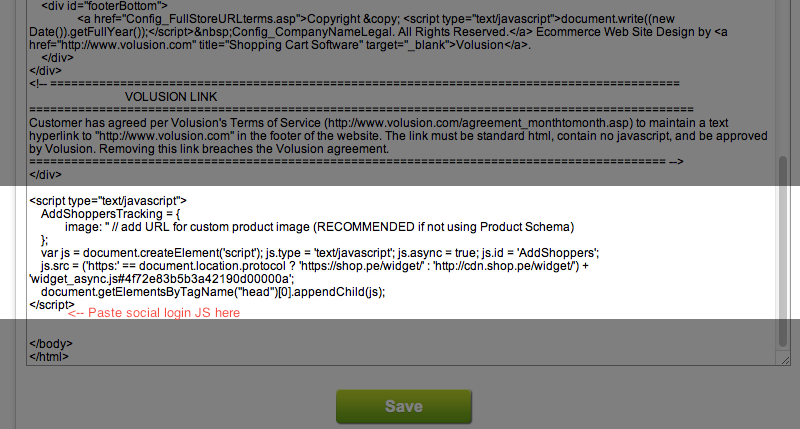 <div id="footerBottom">
<a href="Config_FullStoreURLterms.asp">Copyright &copy; <script type="text/javascript">document.write((new
Date()).getFullYear());</script>&nbsp;Config_CompanyNameLegal. All Rights Reserved.</a> Ecommerce Web Site Design by <a
href="http://www.volusion.com" title="Shopping Cart Software" target="_blank">Volusion</a>.
</div>
</div>
<!-- =====================================================================================
VOLUSION LINK
=========================================================================================
Customer has agreed per Volusion's Terms of Service (http://www.volusion.com/agreement_monthtomonth.asp) to maintain a text
hyperlink to "http://www.volusion.com" in the footer of the website. The link must be standard html, contain no javascript, and be approved
by Volusion. Removing this link breaches the Volusion agreement.
===================================================================================== -->
</div>
<script type="text/javascript">
AddShoppersTracking = {
image: '' // add URL for custom product image (RECOMMENDED if not using Product Schema)
};
var js = document.createElement('script'); js.type = 'text/javascript'; js.async = true; js.id = 'AddShoppers';
js.src = ('https:' == document.location.protocol ? 'https://shop.pe/widget/' : 'http://cdn.shop.pe/widget/') +
'widget_async.js#4f72e83b5b3a42190d00000a';
document.getElementsByTagName("head")[0].appendChild(js);
</script>
<-- Paste social login JS here
</body>
</html>
Save